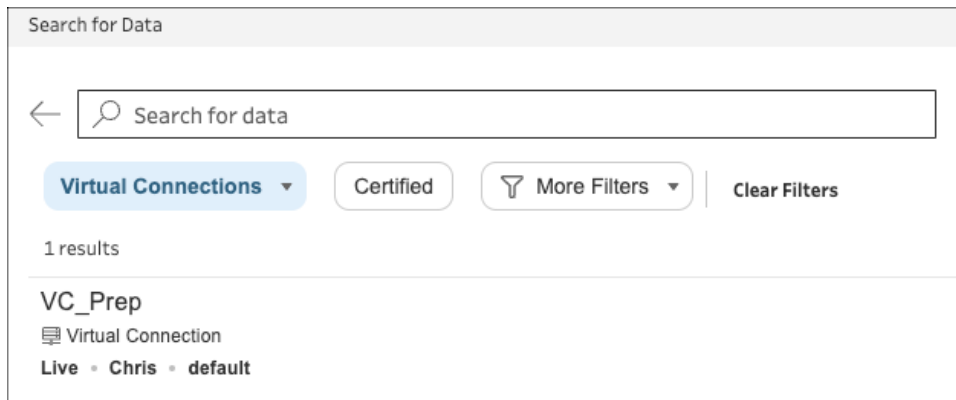 Search for Data
Search for data
Virtual Connections Certified More Filters Clear Filters
1 results
VC_Prep
Virtual Connection
Live • Chris • default